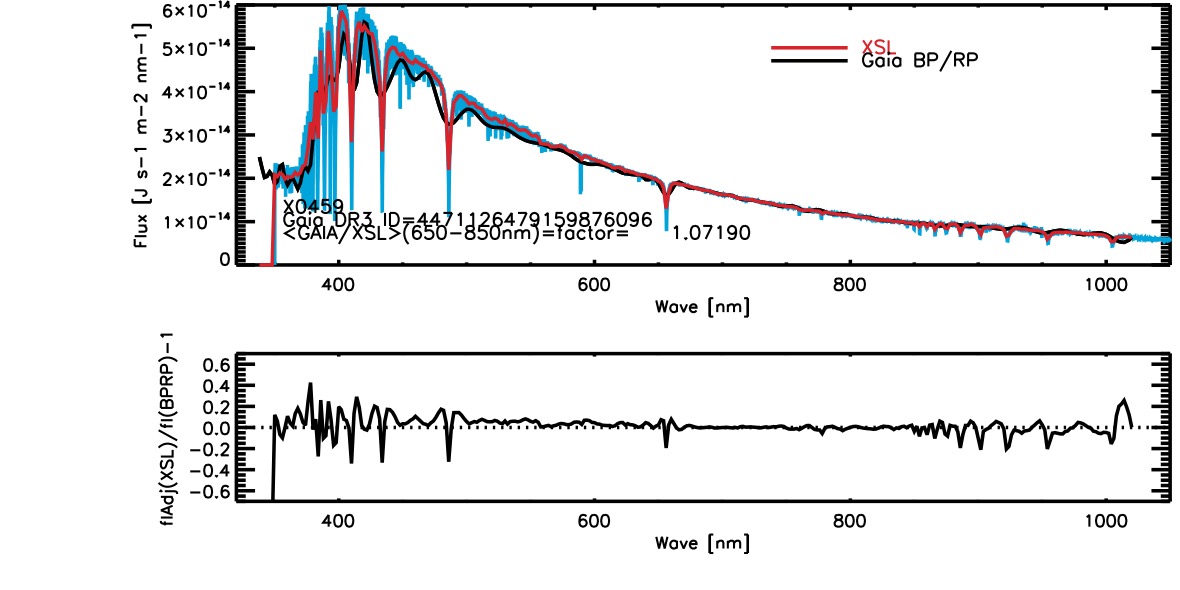 6×10−14
5×10−14
4×10−14
3×10−14
2×10−14
1×10−14
0
Flux [J s−1 m−2 nm−1]
XSL
Gaia BP/RP
X0459
Gaia DR3 ID=4471126479159876096
<GAIA/XSL>(650−850nm)=factor= 1.07190
400 600 800 1000
Wave [nm]
0.6
0.4
0.2
0.0
−0.2
−0.4
−0.6
flAdj(XSL)/fl(BPRP)−1
400 600 800 1000
Wave [nm]